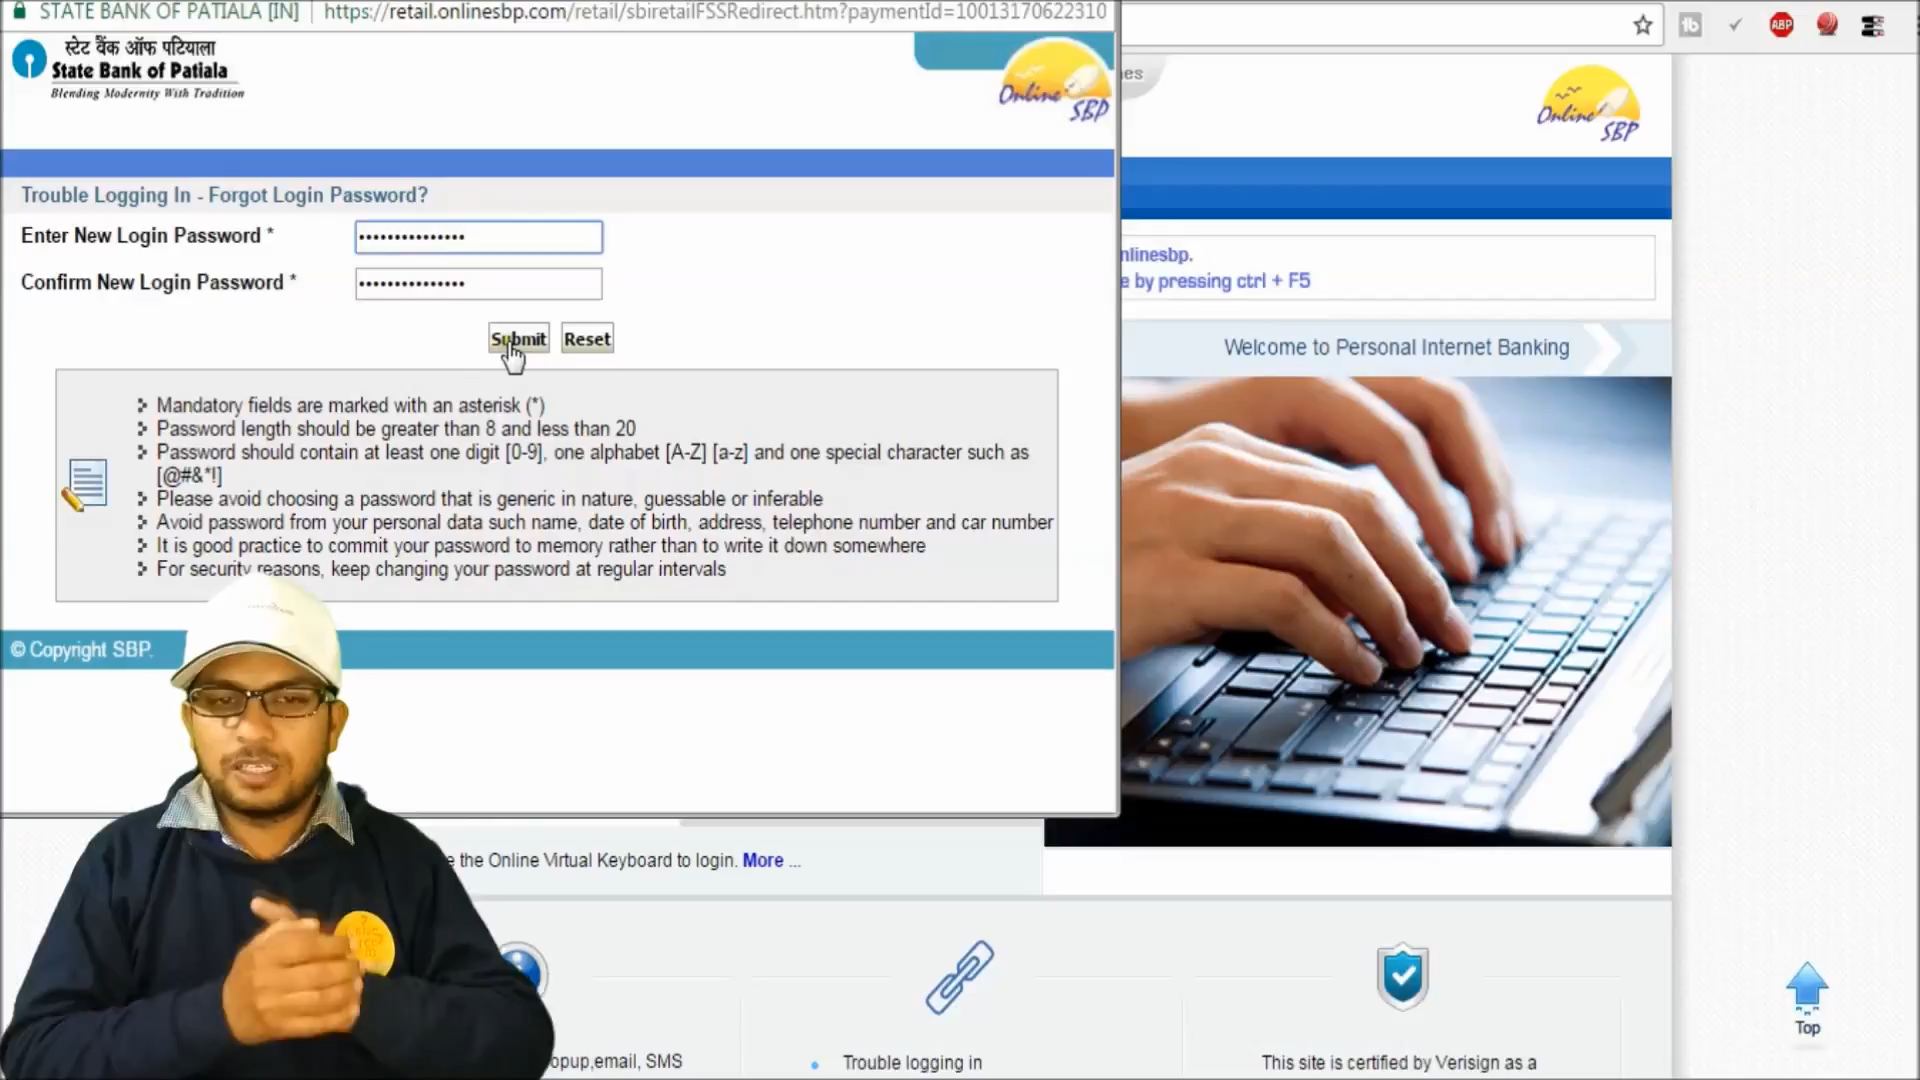 STATE BANK OF PATIALA [IN] https://retail.onlinesbp.com/retail/sbiretailFSSRedirect.htm?paymentId=10013170622310
स्टेट बैंक ऑफ पटियाला
State Bank of Patiala
Blending Modernity With Tradition
Online SBP
ABP
Online SBP
Trouble Logging In - Forgot Login Password?
Enter New Login Password *
Confirm New Login Password *
Submit Reset
nlinesbp.
e by pressing ctrl + F5
Welcome to Personal Internet Banking
Mandatory fields are marked with an asterisk (*)
Password length should be greater than 8 and less than 20
Password should contain at least one digit [0-9], one alphabet [A-Z] [a-z] and one special character such as
[@#&*!]
Please avoid choosing a password that is generic in nature, guessable or inferable
Avoid password from your personal data such name, date of birth, address, telephone number and car number
It is good practice to commit your password to memory rather than to write it down somewhere
For security reasons, keep changing your password at regular intervals
© Copyright SBP.
e the Online Virtual Keyboard to login. More ...
opup,email, SMS
Trouble logging in
This site is certified by Verisign as a
Top